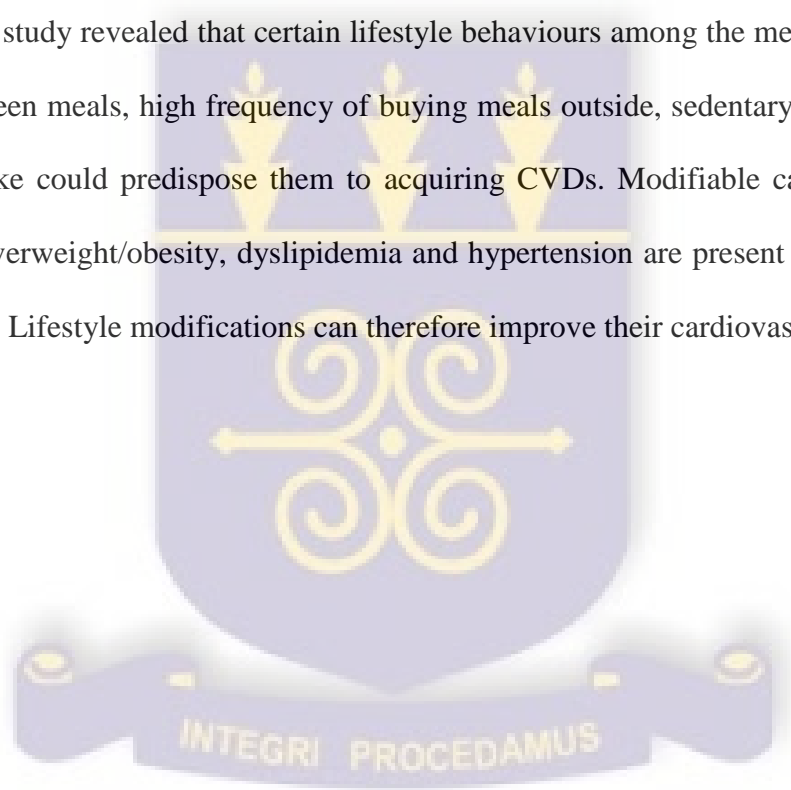 study revealed that certain lifestyle behaviours among the me
een meals, high frequency of buying meals outside, sedentary
ke could predispose them to acquiring CVDs. Modifiable ca
verweight/obesity, dyslipidemia and hypertension are present
Lifestyle modifications can therefore improve their cardiovas
INTEGRI PROCEDAMUS